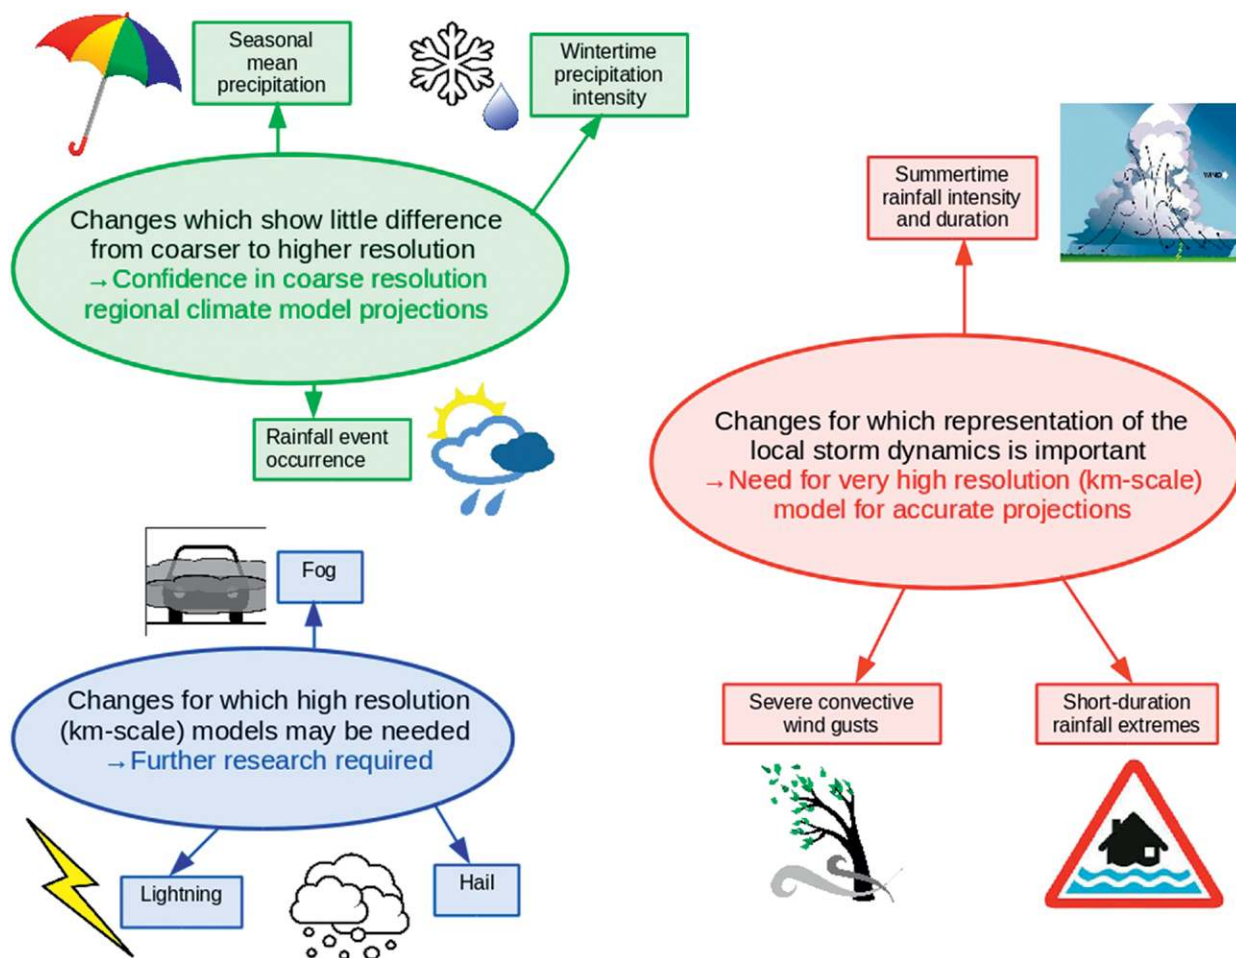 Seasonal
mean
precipitation
Wintertime
precipitation
intensity
Changes which show little difference
from coarser to higher resolution
→Confidence in coarse resolution
regional climate model projections
Rainfall event
occurrence
Summertime
rainfall intensity
and duration
WIND
Changes for which representation of the
local storm dynamics is important
→Need for very high resolution (km-scale)
model for accurate projections
Severe convective
wind gusts
Short-duration
rainfall extremes
Fog
Changes for which high resolution
(km-scale) models may be needed
→Further research required
Lightning
Hail